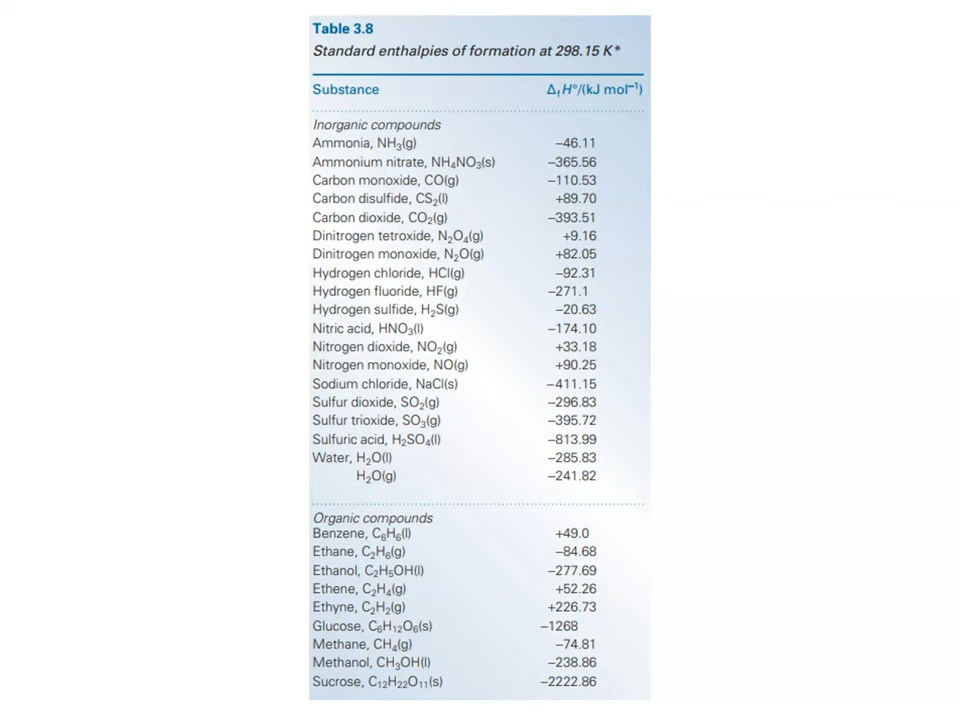 Table 3.8
Standard enthalpies of formation at 298.15 K*
Substance ΔfH°/(kJ mol⁻¹)
Inorganic compounds
Ammonia, NH₃(g) −46.11
Ammonium nitrate, NH₄NO₃(s) −365.56
Carbon monoxide, CO(g) −110.53
Carbon disulfide, CS₂(l) +89.70
Carbon dioxide, CO₂(g) −393.51
Dinitrogen tetroxide, N₂O₄(g) +9.16
Dinitrogen monoxide, N₂O(g) +82.05
Hydrogen chloride, HCl(g) −92.31
Hydrogen fluoride, HF(g) −271.1
Hydrogen sulfide, H₂S(g) −20.63
Nitric acid, HNO₃(l) −174.10
Nitrogen dioxide, NO₂(g) +33.18
Nitrogen monoxide, NO(g) +90.25
Sodium chloride, NaCl(s) −411.15
Sulfur dioxide, SO₂(g) −296.83
Sulfur trioxide, SO₃(g) −395.72
Sulfuric acid, H₂SO₄(l) −813.99
Water, H₂O(l) −285.83
H₂O(g) −241.82
Organic compounds
Benzene, C₆H₆(l) +49.0
Ethane, C₂H₆(g) −84.68
Ethanol, C₂H₅OH(l) −277.69
Ethene, C₂H₄(g) +52.26
Ethyne, C₂H₂(g) +226.73
Glucose, C₆H₁₂O₆(s) −1268
Methane, CH₄(g) −74.81
Methanol, CH₃OH(l) −238.86
Sucrose, C₁₂H₂₂O₁₁(s) −2222.86